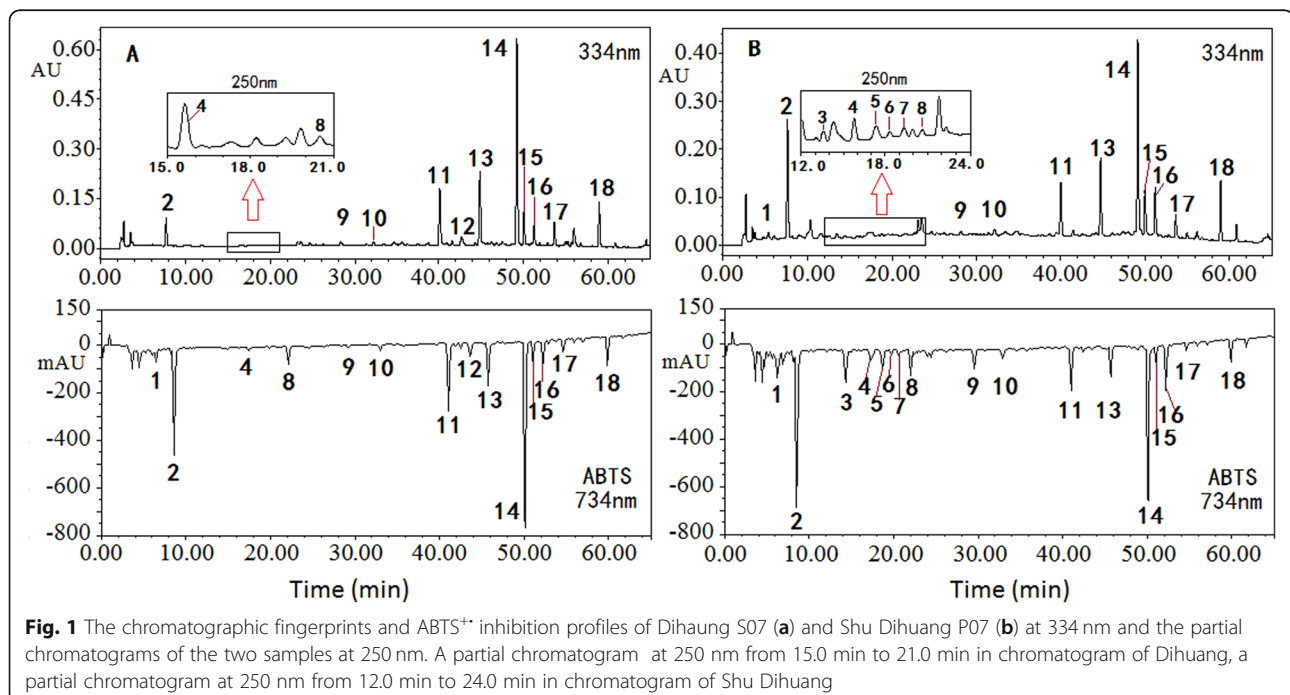 A
334nm
0.60
AU
0.45
0.30
0.15
0.00
250nm
4
8
15.0 18.0 21.0
2
9
10
11
12
13
14
15
16
17
18
0.00 10.00 20.00 30.00 40.00 50.00 60.00
150
0
mAU
-200
-400
-600
-800
1
2
4
8
9
10
11
12
13
14
15
16
17
18
ABTS
734nm
0.00 10.00 20.00 30.00 40.00 50.00 60.00
Time (min)
B
334nm
0.40
AU
0.30
0.20
0.10
0.00
250nm
3 4 5 6 7 8
12.0 18.0 24.0
1
2
9
10
11
13
14
15
16
17
18
0.00 10.00 20.00 30.00 40.00 50.00 60.00
150
0
mAU
-200
-400
-600
-800
1
2
3
4
5
6
7
8
9
10
11
13
14
15
16
17
18
ABTS
734nm
0.00 10.00 20.00 30.00 40.00 50.00 60.00
Time (min)
Fig. 1 The chromatographic fingerprints and ABTS⁺˙ inhibition profiles of Dihaung S07 (a) and Shu Dihuang P07 (b) at 334 nm and the partial
chromatograms of the two samples at 250 nm. A partial chromatogram at 250 nm from 15.0 min to 21.0 min in chromatogram of Dihuang, a
partial chromatogram at 250 nm from 12.0 min to 24.0 min in chromatogram of Shu Dihuang